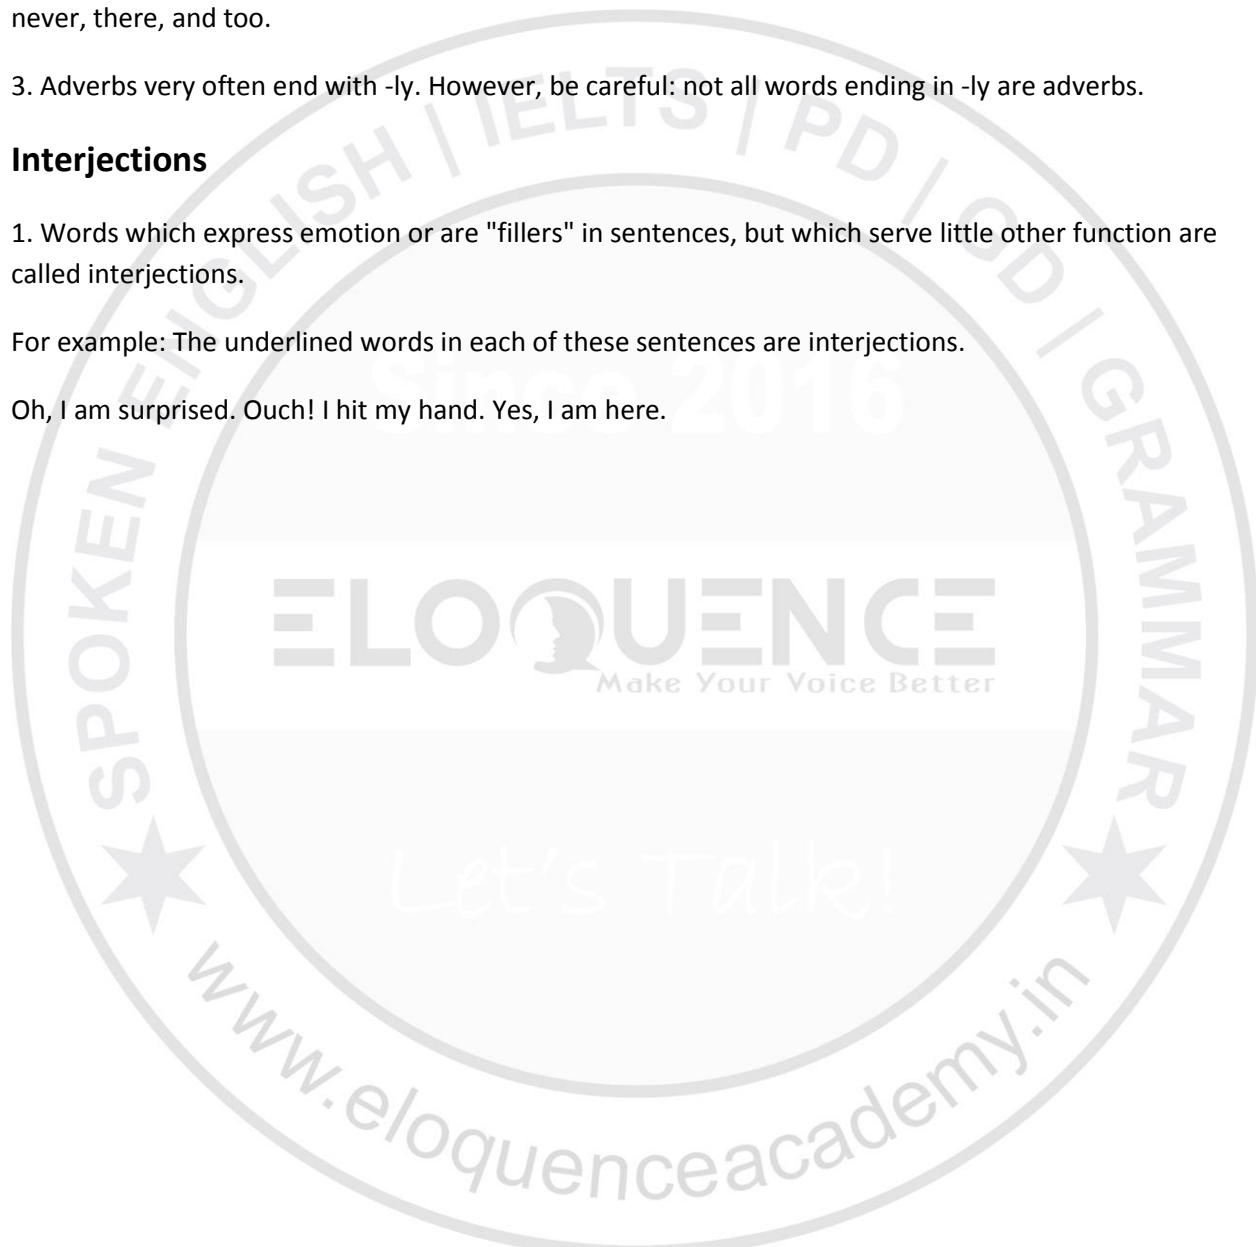 never, there, and too.
3. Adverbs very often end with -ly. However, be careful: not all words ending in -ly are adverbs.
Interjections
1. Words which express emotion or are "fillers" in sentences, but which serve little other function are
called interjections.
For example: The underlined words in each of these sentences are interjections.
Oh, I am surprised. Ouch! I hit my hand. Yes, I am here.
SPOKEN ENGLISH | IELTS | PD | GD | GRAMMAR
Since 2016
ELOQUENCE
Make Your Voice Better
Let's Talk!
www.eloquenceacademy.in